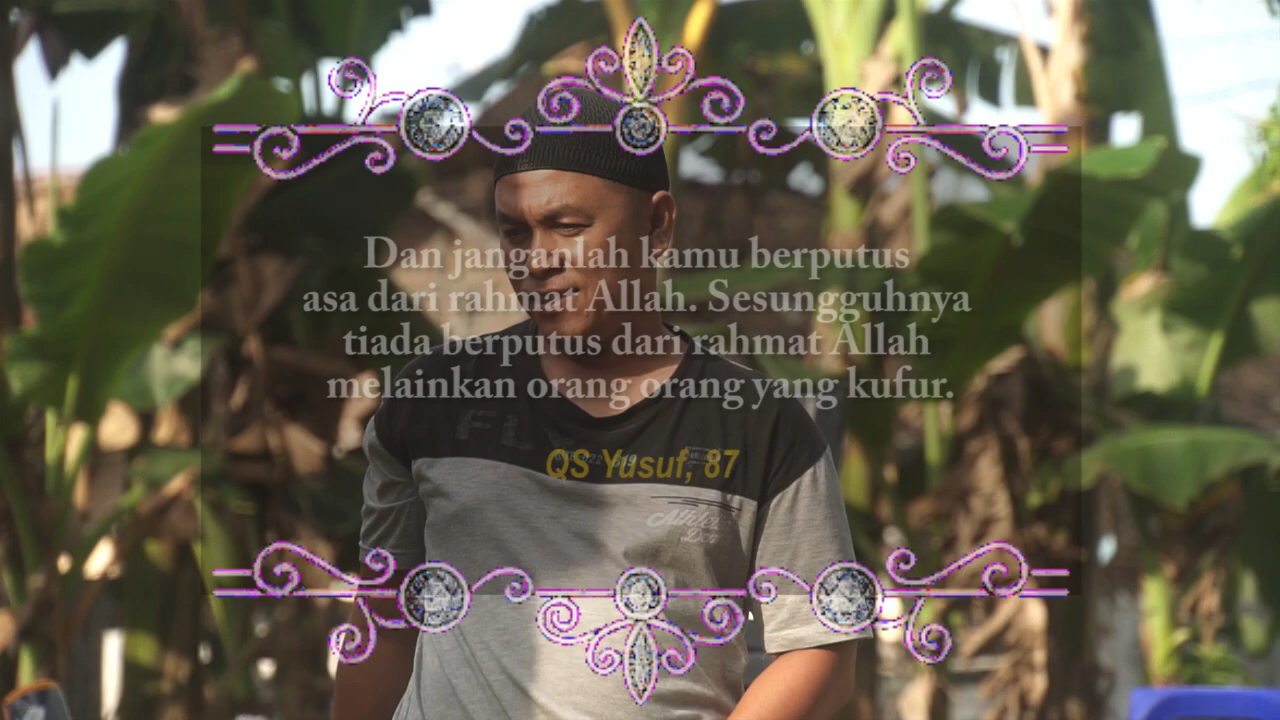 Dan janganlah kamu berputus
asa dari rahmat Allah. Sesungguhnya
tiada berputus dari rahmat Allah
melainkan orang orang yang kufur.
QS Yusuf, 87